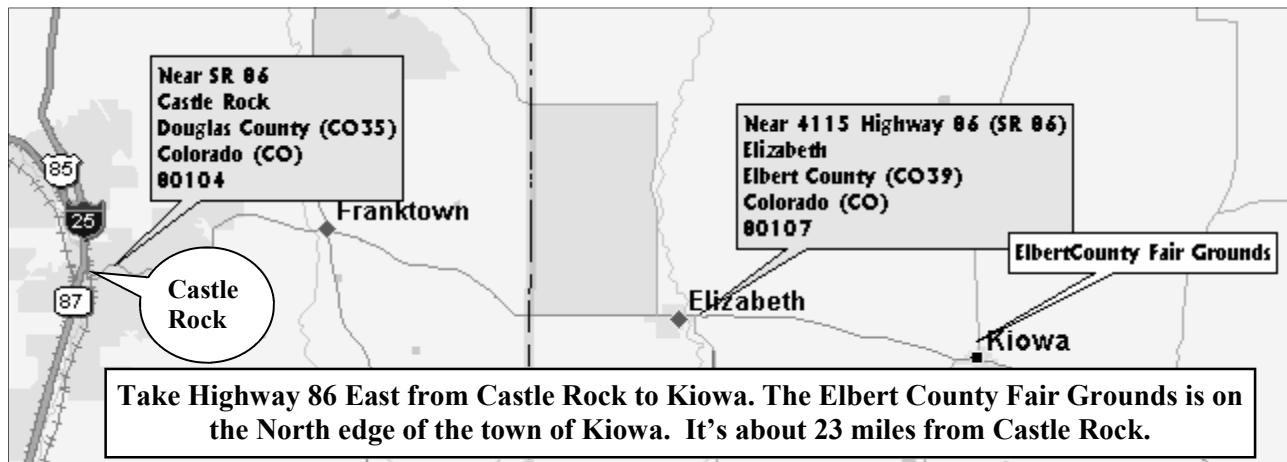 Near SR 86
Castle Rock
Douglas County (CO35)
Colorado (CO)
80104
85
25
87
Castle
Rock
Franktown
Near 4115 Highway 86 (SR 86)
Elizabeth
Elbert County (CO39)
Colorado (CO)
80107
Elizabeth
ElbertCounty Fair Grounds
Kiowa
Take Highway 86 East from Castle Rock to Kiowa. The Elbert County Fair Grounds is on
the North edge of the town of Kiowa.  It’s about 23 miles from Castle Rock.